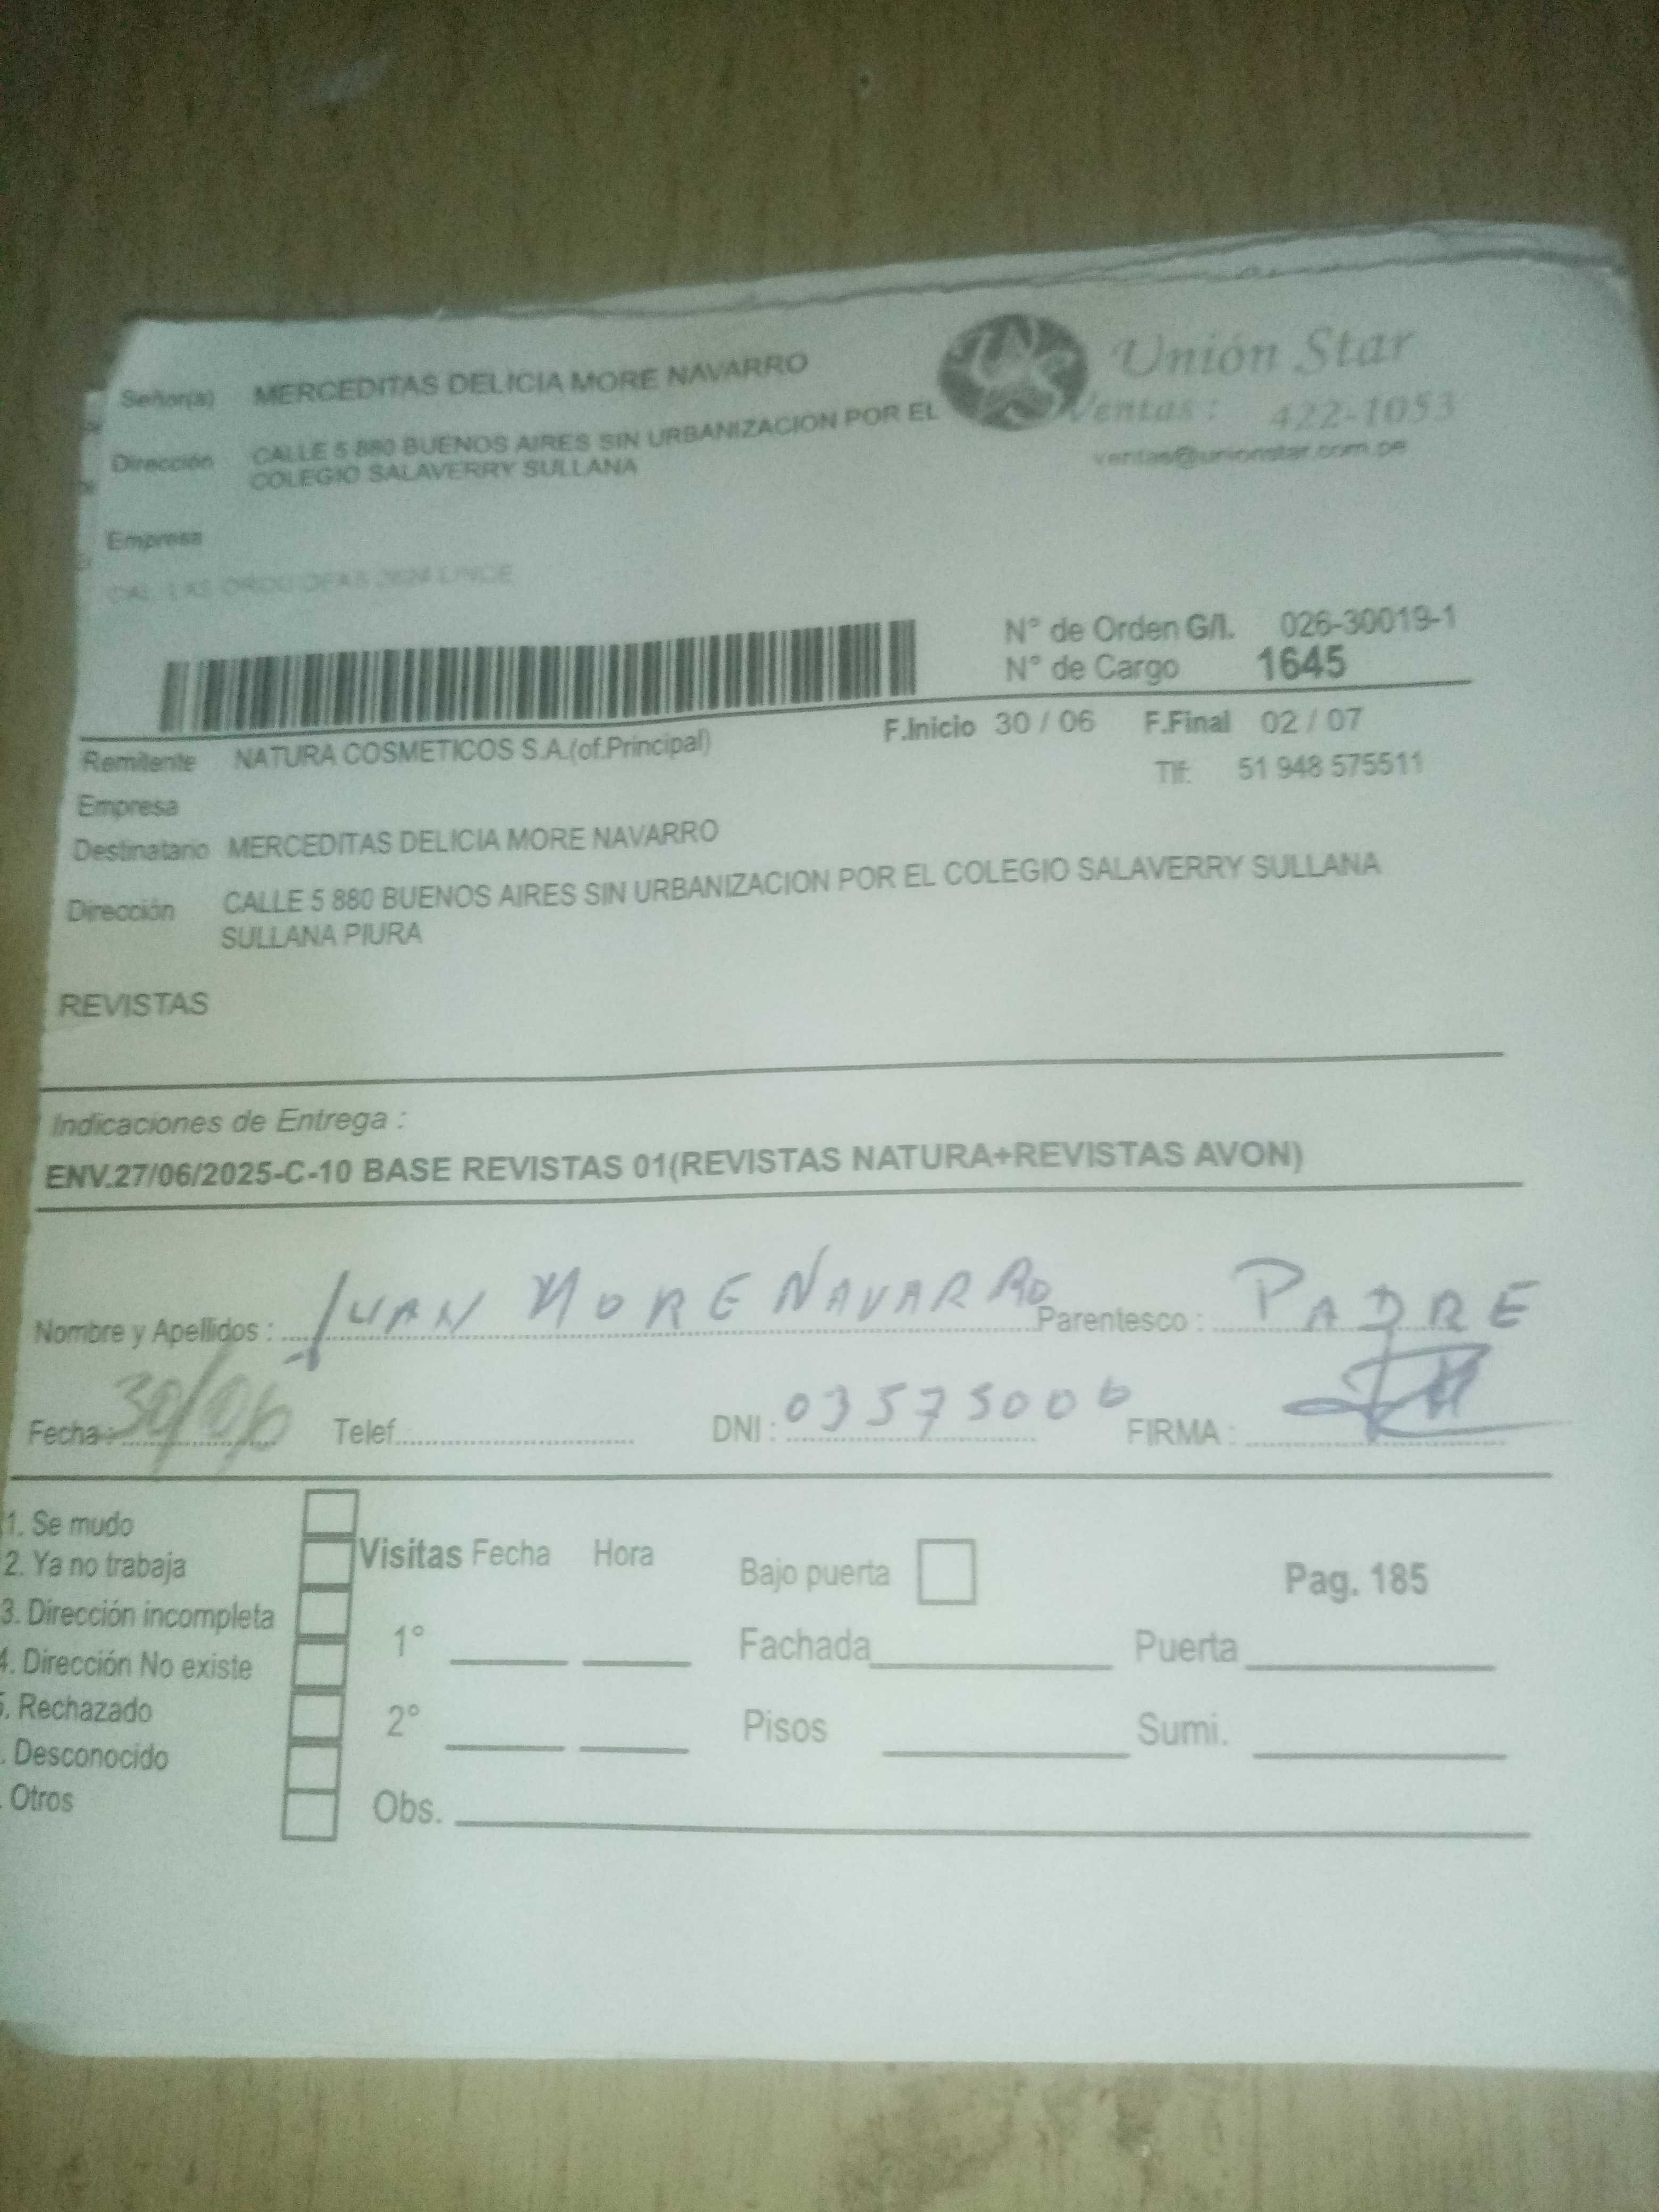 Señor(a) MERCEDITAS DELICIA MORE NAVARRO
Unión Star
Ventas: 422-1053
ventas@unionstar.com.pe
Dirección CALLE 5 880 BUENOS AIRES SIN URBANIZACION POR EL
COLEGIO SALAVERRY SULLANA
Empresa
CAL. LAS ORQUIDEAS LINCE
N° de Orden G/I. 026-30019-1
N° de Cargo 1645
F.Inicio 30 / 06 F.Final 02 / 07
Remitente NATURA COSMETICOS S.A.(of.Principal)
Tlf: 51 948 575511
Empresa
Destinatario MERCEDITAS DELICIA MORE NAVARRO
Dirección CALLE 5 880 BUENOS AIRES SIN URBANIZACION POR EL COLEGIO SALAVERRY SULLANA
SULLANA PIURA
REVISTAS
Indicaciones de Entrega :
ENV.27/06/2025-C-10 BASE REVISTAS 01(REVISTAS NATURA+REVISTAS AVON)
Nombre y Apellidos : JUAN MORE NAVARRO Parentesco : PADRE
Fecha : 30/06 Telef. DNI : 03575006 FIRMA :
1. Se mudo
2. Ya no trabaja
3. Dirección incompleta
4. Dirección No existe
5. Rechazado
. Desconocido
. Otros
Visitas Fecha Hora
1°
2°
Obs.
Bajo puerta
Pag. 185
Fachada Puerta
Pisos Sumi.